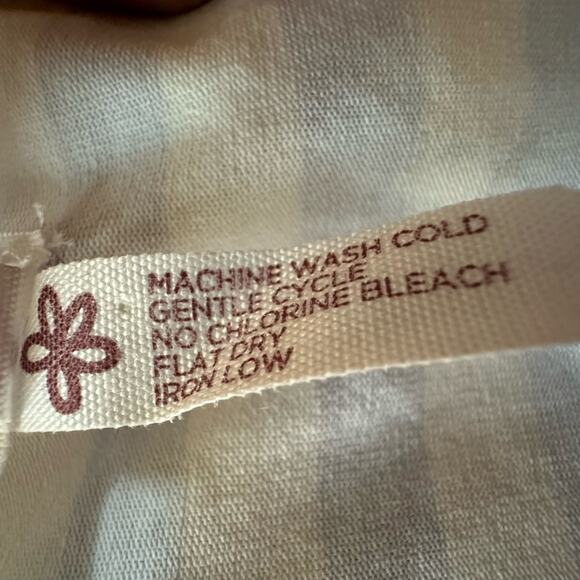 MACHINE WASH COLD
GENTLE CYCLE
NO CHLORINE BLEACH
FLAT DRY
IRON LOW